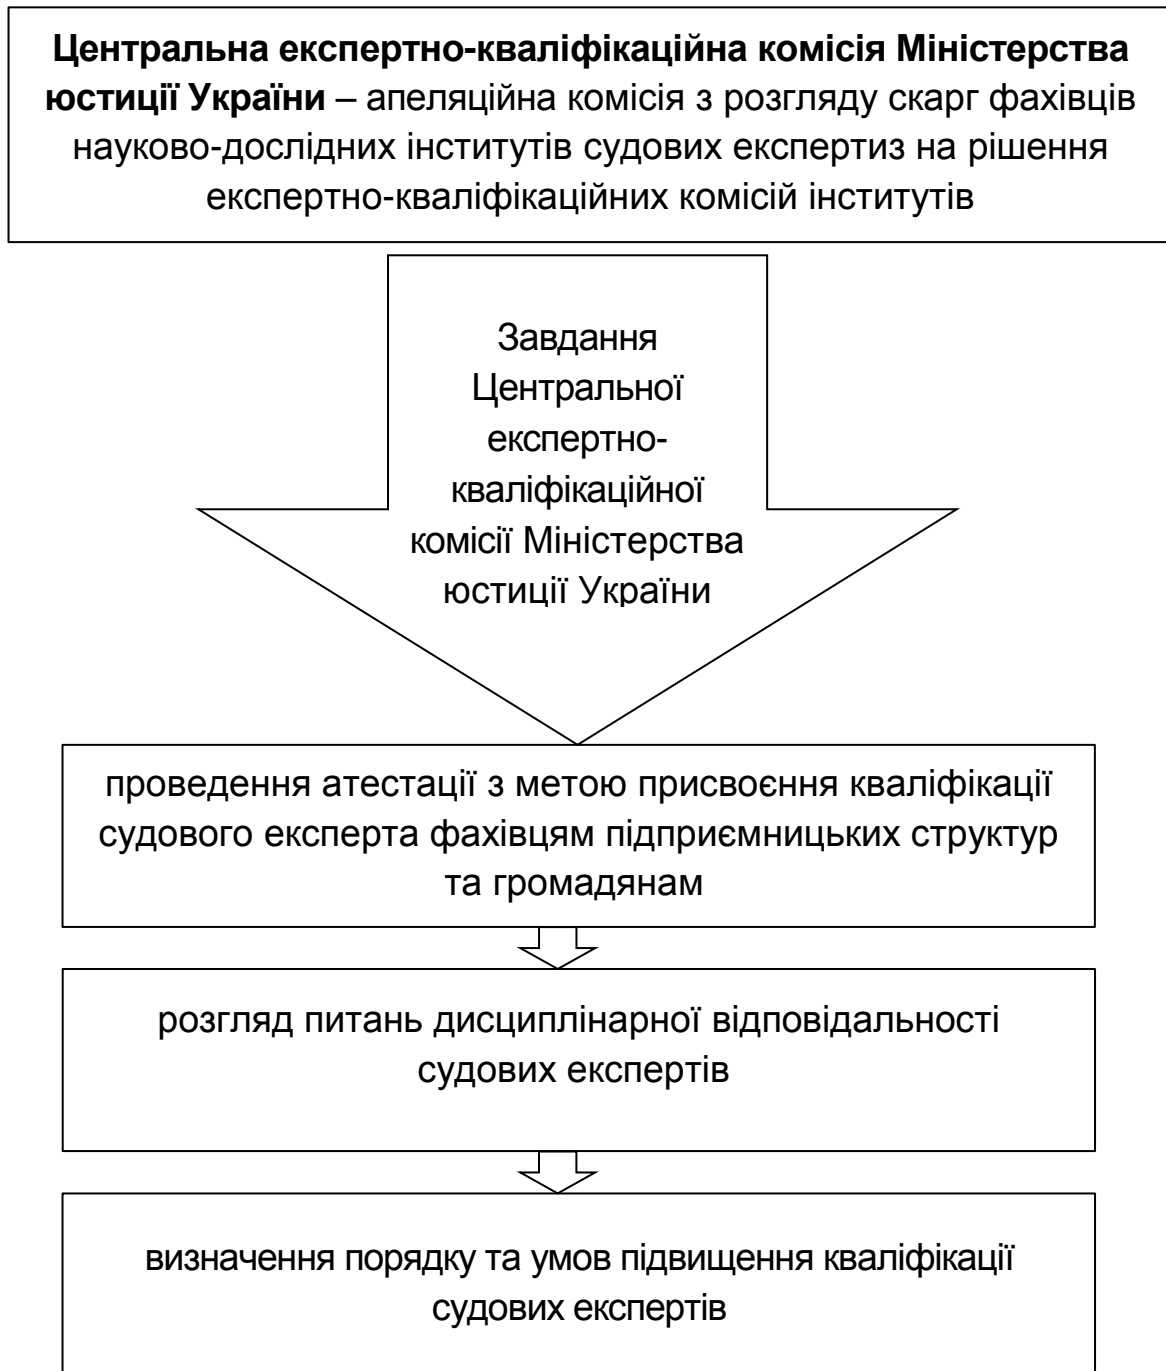 Центральна експертно-кваліфікаційна комісія Міністерства
юстиції України – апеляційна комісія з розгляду скарг фахівців
науково-дослідних інститутів судових експертиз на рішення
експертно-кваліфікаційних комісій інститутів
Завдання
Центральної
експертно-
кваліфікаційної
комісії Міністерства
юстиції України
проведення атестації з метою присвоєння кваліфікації
судового експерта фахівцям підприємницьких структур
та громадянам
розгляд питань дисциплінарної відповідальності
судових експертів
визначення порядку та умов підвищення кваліфікації
судових експертів